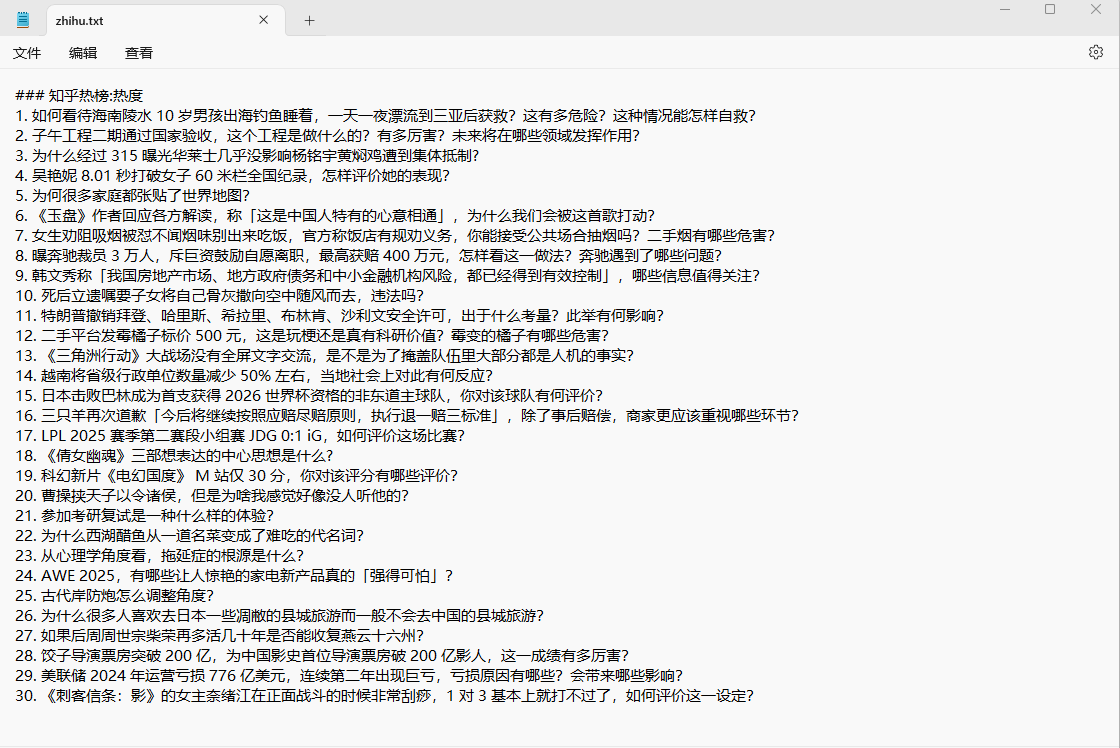 zhihu.txt
文件 编辑 查看
### 知乎热榜:热度
1. 如何看待海南陵水 10 岁男孩出海钓鱼睡着，一天一夜漂流到三亚后获救？这有多危险？这种情况能怎样自救？
2. 子午工程二期通过国家验收，这个工程是做什么的？有多厉害？未来将在哪些领域发挥作用？
3. 为什么经过 315 曝光华莱士几乎没影响杨铭宇黄焖鸡遭到集体抵制？
4. 吴艳妮 8.01 秒打破女子 60 米栏全国纪录，怎样评价她的表现？
5. 为何很多家庭都张贴了世界地图？
6. 《玉盘》作者回应各方解读，称「这是中国人特有的心意相通」，为什么我们会被这首歌打动？
7. 女生劝阻吸烟被怼不闻烟味别出来吃饭，官方称饭店有规劝义务，你能接受公共场合抽烟吗？二手烟有哪些危害？
8. 曝奔驰裁员 3 万人，斥巨资鼓励自愿离职，最高获赔 400 万元，怎样看这一做法？奔驰遇到了哪些问题？
9. 韩文秀称「我国房地产市场、地方政府债务和中小金融机构风险，都已经得到有效控制」，哪些信息值得关注？
10. 死后立遗嘱要子女将自己骨灰撒向空中随风而去，违法吗？
11. 特朗普撤销拜登、哈里斯、希拉里、布林肯、沙利文安全许可，出于什么考量？此举有何影响？
12. 二手平台发霉橘子标价 500 元，这是玩梗还是真有科研价值？霉变的橘子有哪些危害？
13. 《三角洲行动》大战场没有全屏文字交流，是不是为了掩盖队伍里大部分都是人机的事实？
14. 越南将省级行政单位数量减少 50% 左右，当地社会上对此有何反应？
15. 日本击败巴林成为首支获得 2026 世界杯资格的非东道主球队，你对该球队有何评价？
16. 三只羊再次道歉「今后将继续按照应赔尽赔原则，执行退一赔三标准」，除了事后赔偿，商家更应该重视哪些环节？
17. LPL 2025 赛季第二赛段小组赛 JDG 0:1 iG，如何评价这场比赛？
18. 《倩女幽魂》三部想表达的中心思想是什么？
19. 科幻新片《电幻国度》 M 站仅 30 分，你对该评分有哪些评价？
20. 曹操挟天子以令诸侯，但是为啥我感觉好像没人听他的？
21. 参加考研复试是一种什么样的体验？
22. 为什么西湖醋鱼从一道名菜变成了难吃的代名词？
23. 从心理学角度看，拖延症的根源是什么？
24. AWE 2025，有哪些让人惊艳的家电新产品真的「强得可怕」？
25. 古代岸防炮怎么调整角度？
26. 为什么很多人喜欢去日本一些凋敝的县城旅游而一般不会去中国的县城旅游？
27. 如果后周周世宗柴荣再多活几十年是否能收复燕云十六州？
28. 饺子导演票房突破 200 亿，为中国影史首位导演票房破 200 亿影人，这一成绩有多厉害？
29. 美联储 2024 年运营亏损 776 亿美元，连续第二年出现巨亏，亏损原因有哪些？会带来哪些影响？
30. 《刺客信条：影》的女主奈绪江在正面战斗的时候非常刮痧，1 对 3 基本上就打不过了，如何评价这一设定？